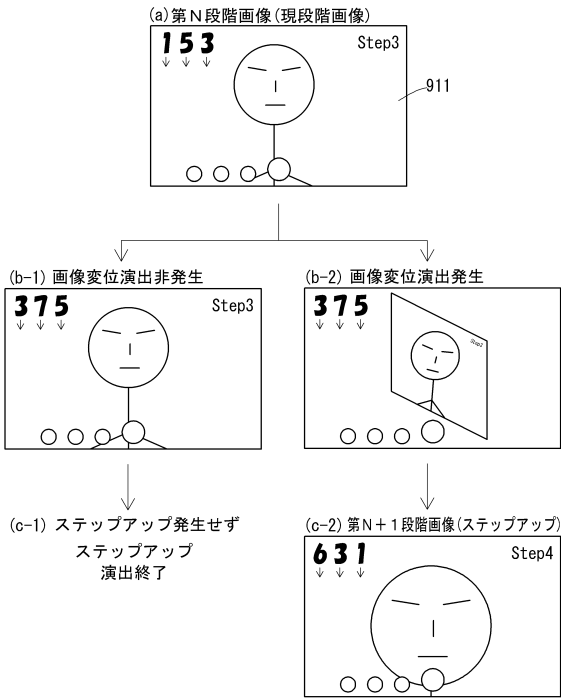 (a)第Ｎ段階画像(現段階画像)
153
Step3
911
(b-1) 画像変位演出非発生
375
Step3
(b-2) 画像変位演出発生
375
(c-1) ステップアップ発生せず
ステップアップ
演出終了
(c-2) 第Ｎ＋１段階画像(ステップアップ)
631
Step4